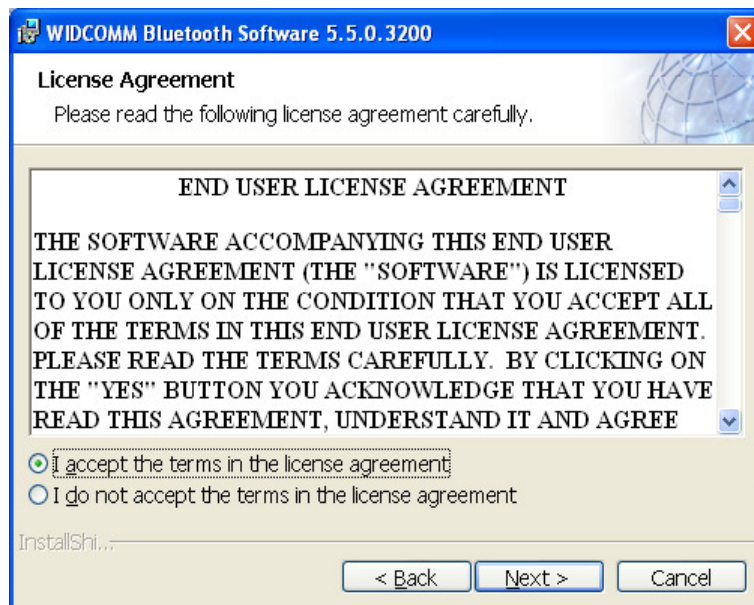 WIDCOMM Bluetooth Software 5.5.0.3200
License Agreement
Please read the following license agreement carefully.
END USER LICENSE AGREEMENT
THE SOFTWARE ACCOMPANYING THIS END USER
LICENSE AGREEMENT (THE "SOFTWARE") IS LICENSED
TO YOU ONLY ON THE CONDITION THAT YOU ACCEPT ALL
OF THE TERMS IN THIS END USER LICENSE AGREEMENT.
PLEASE READ THE TERMS CAREFULLY.  BY CLICKING ON
THE "YES" BUTTON YOU ACKNOWLEDGE THAT YOU HAVE
READ THIS AGREEMENT, UNDERSTAND IT AND AGREE
I accept the terms in the license agreement
I do not accept the terms in the license agreement
InstallShi...
< Back
Next >
Cancel